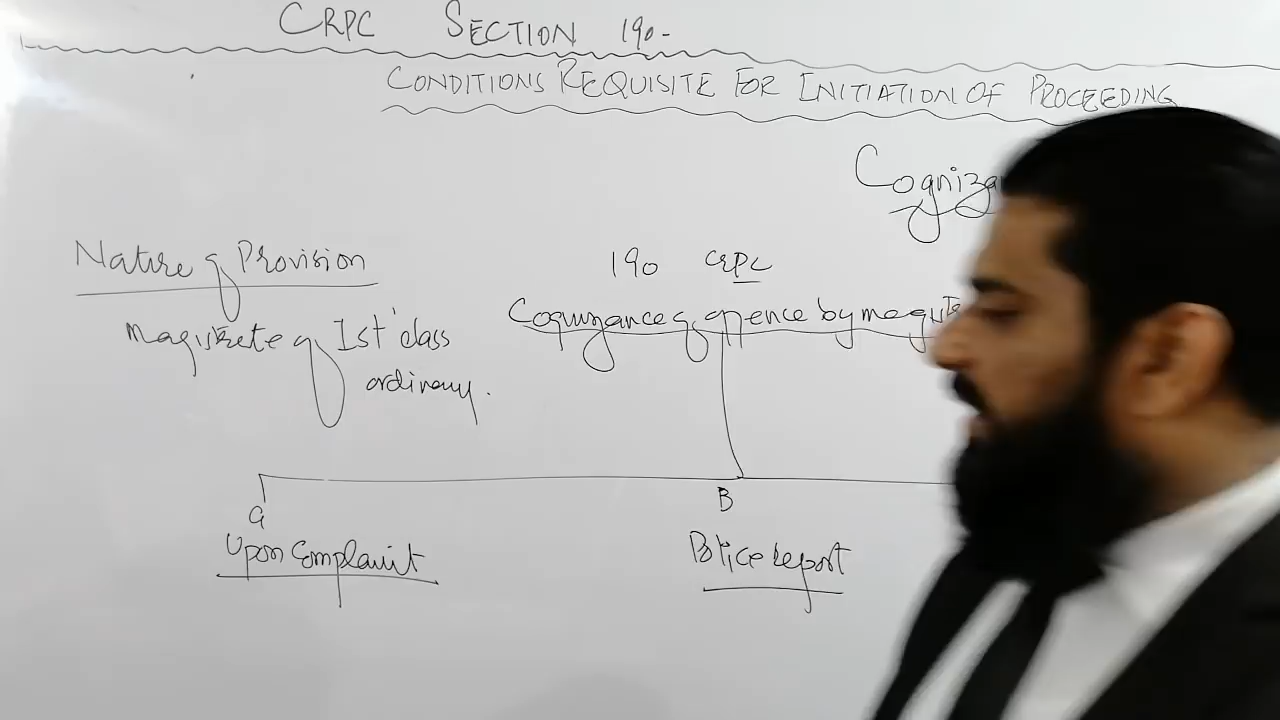 CRPC SECTION 190-
CONDITIONS REQUISITE FOR INITIATION OF PROCEEDING
Cogniza
Nature of Provision
190 CRPC
Magistrate of Ist class
Cognizance of offence by magist
ordinary.
a
B
Upon Complaint
Police report